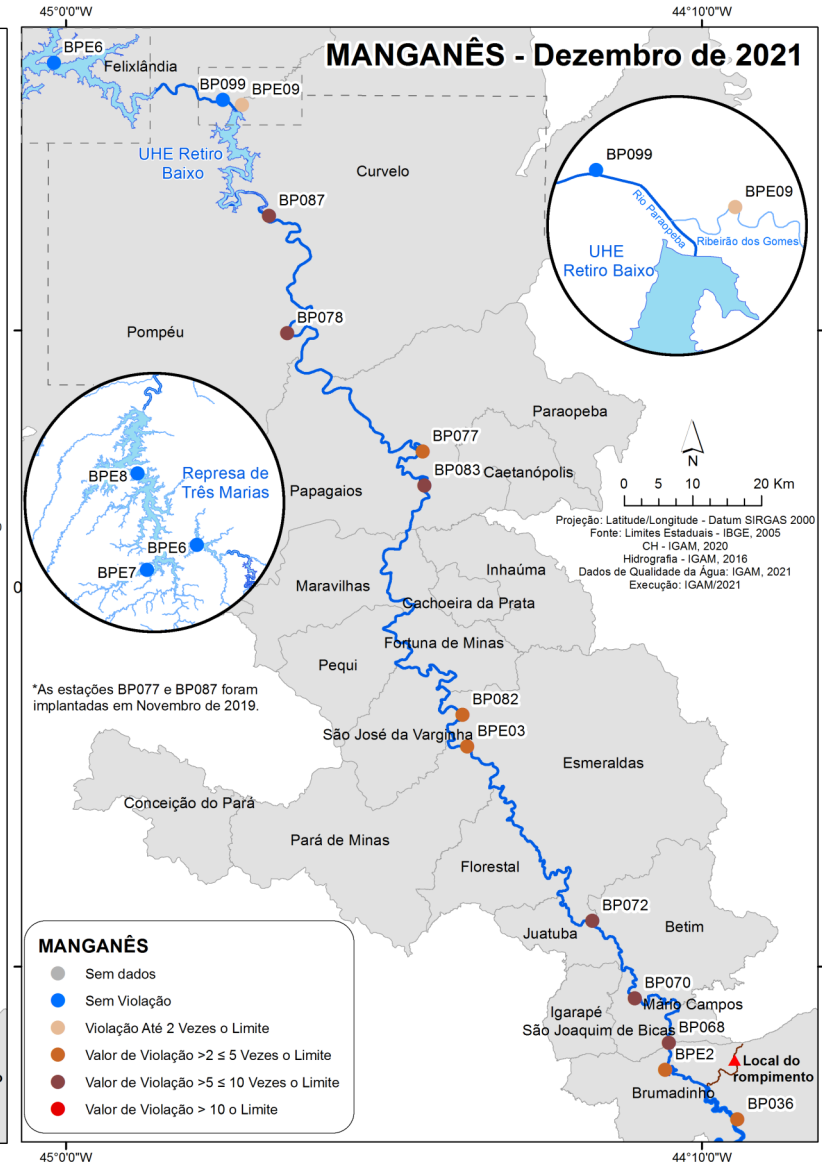 45°0'0"W
44°10'0"W
MANGANÊS - Dezembro de 2021
BPE6
Felixlândia
BP099
BPE09
UHE Retiro
Baixo
Curvelo
BP087
BP099
BPE09
Rio Paraopeba
Ribeirão dos Gomes
UHE
Retiro Baixo
Pompéu
BP078
Paraopeba
BP077
BP083
Caetanópolis
Papagaios
N
0 5 10 20 Km
Projeção: Latitude/Longitude - Datum SIRGAS 2000
Fonte: Limites Estaduais - IBGE, 2005
CH - IGAM, 2020
Hidrografia - IGAM, 2016
Dados de Qualidade da Água: IGAM, 2021
Execução: IGAM/2021
BPE8
Represa de
Três Marias
BPE6
BPE7
Inhaúma
Maravilhas
Cachoeira da Prata
Fortuna de Minas
Pequi
*As estações BP077 e BP087 foram
implantadas em Novembro de 2019.
BP082
São José da Varginha
BPE03
Esmeraldas
Conceição do Pará
Pará de Minas
Florestal
BP072
Juatuba
Betim
BP070
Mário Campos
Igarapé
São Joaquim de Bicas
BP068
BPE2
Local do
rompimento
Brumadinho
BP036
MANGANÊS
Sem dados
Sem Violação
Violação Até 2 Vezes o Limite
Valor de Violação >2 ≤ 5 Vezes o Limite
Valor de Violação >5 ≤ 10 Vezes o Limite
Valor de Violação > 10 o Limite
45°0'0"W
44°10'0"W